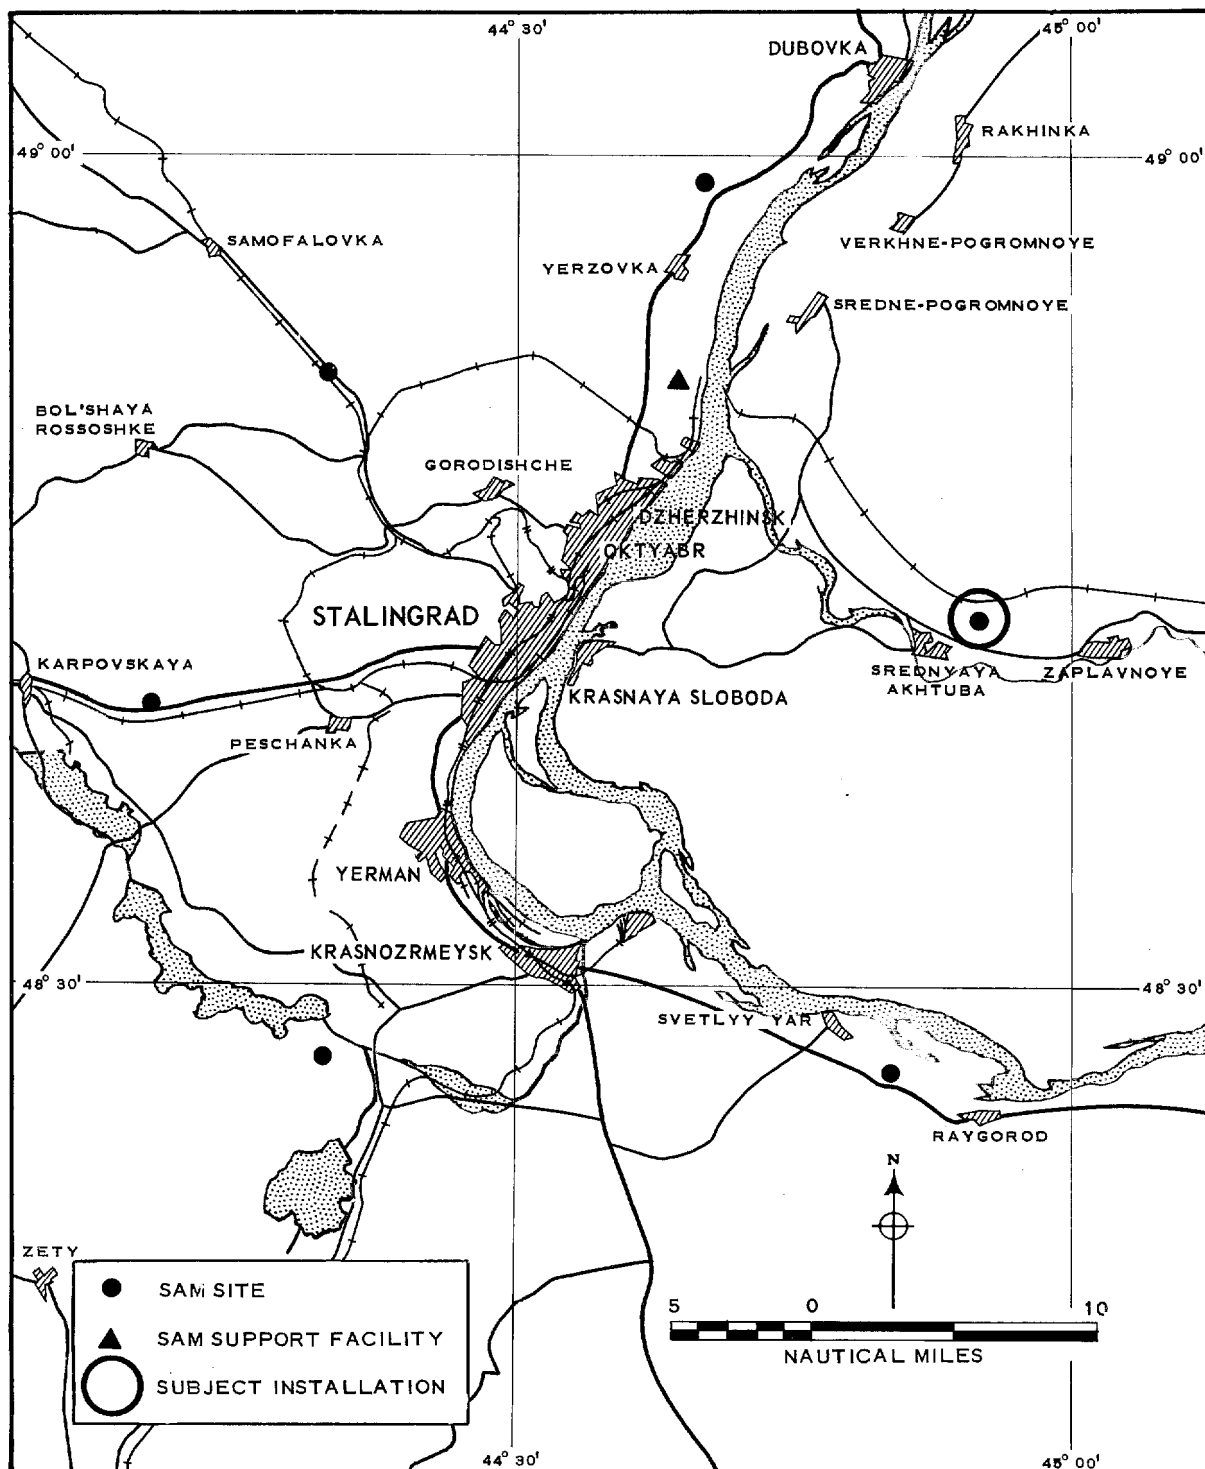 44° 30'
45° 00'
DUBOVKA
RAKHINKA
49° 00'
49° 00'
SAMOFALOVKA
VERKHNE-POGROMNOYE
YERZOVKA
SREDNE-POGROMNOYE
BOL'SHAYA
ROSSOSHKE
GORODISHCHE
DZHERZHINSK
OKTYABR
STALINGRAD
KARPOVSKAYA
SREDNYAYA
AKHTUBA
ZAPLAVNOYE
KRASNAYA SLOBODA
PESCHANKA
YERMAN
KRASNOZRMEYSK
48° 30'
48° 30'
SVETLYY YAR
RAYGOROD
N
ZETY
SAM SITE
SAM SUPPORT FACILITY
SUBJECT INSTALLATION
5 0 10
NAUTICAL MILES
44° 30'
45° 00'